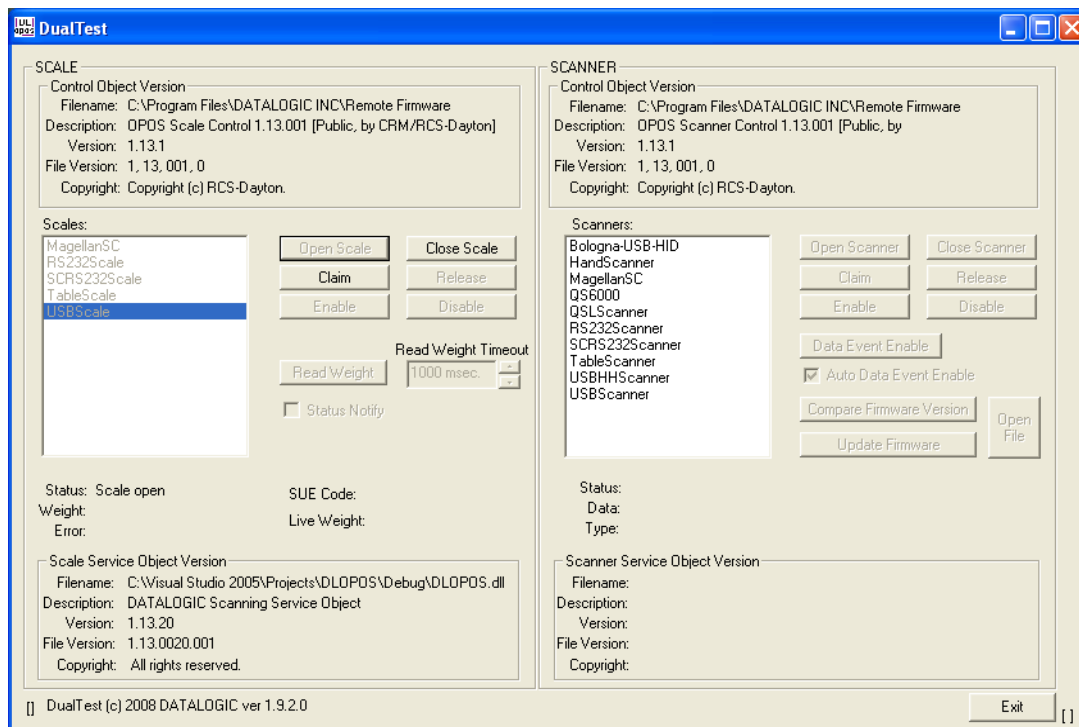 UL
opos
DualTest
SCALE
Control Object Version
Filename: C:\Program Files\DATALOGIC INC\Remote Firmware
Description: OPOS Scale Control 1.13.001 [Public, by CRM/RCS-Dayton]
Version: 1.13.1
File Version: 1, 13, 001, 0
Copyright: Copyright (c) RCS-Dayton.
Scales:
MagellanSC
RS232Scale
SCRS232Scale
TableScale
USBScale
Open Scale
Close Scale
Claim
Release
Enable
Disable
Read Weight Timeout
Read Weight
1000 msec.
Status Notify
Status: Scale open
Weight:
Error:
SUE Code:
Live Weight:
Scale Service Object Version
Filename: C:\Visual Studio 2005\Projects\DLOPOS\Debug\DLOPOS.dll
Description: DATALOGIC Scanning Service Object
Version: 1.13.20
File Version: 1.13.0020.001
Copyright: All rights reserved.
SCANNER
Control Object Version
Filename: C:\Program Files\DATALOGIC INC\Remote Firmware
Description: OPOS Scanner Control 1.13.001 [Public, by
Version: 1.13.1
File Version: 1, 13, 001, 0
Copyright: Copyright (c) RCS-Dayton.
Scanners:
Bologna-USB-HID
HandScanner
MagellanSC
QS6000
QSLScanner
RS232Scanner
SCRS232Scanner
TableScanner
USBHHScanner
USBScanner
Open Scanner
Close Scanner
Claim
Release
Enable
Disable
Data Event Enable
Auto Data Event Enable
Compare Firmware Version
Update Firmware
Open
File
Status:
Data:
Type:
Scanner Service Object Version
Filename:
Description:
Version:
File Version:
Copyright:
[] DualTest (c) 2008 DATALOGIC ver 1.9.2.0
Exit
[ ]